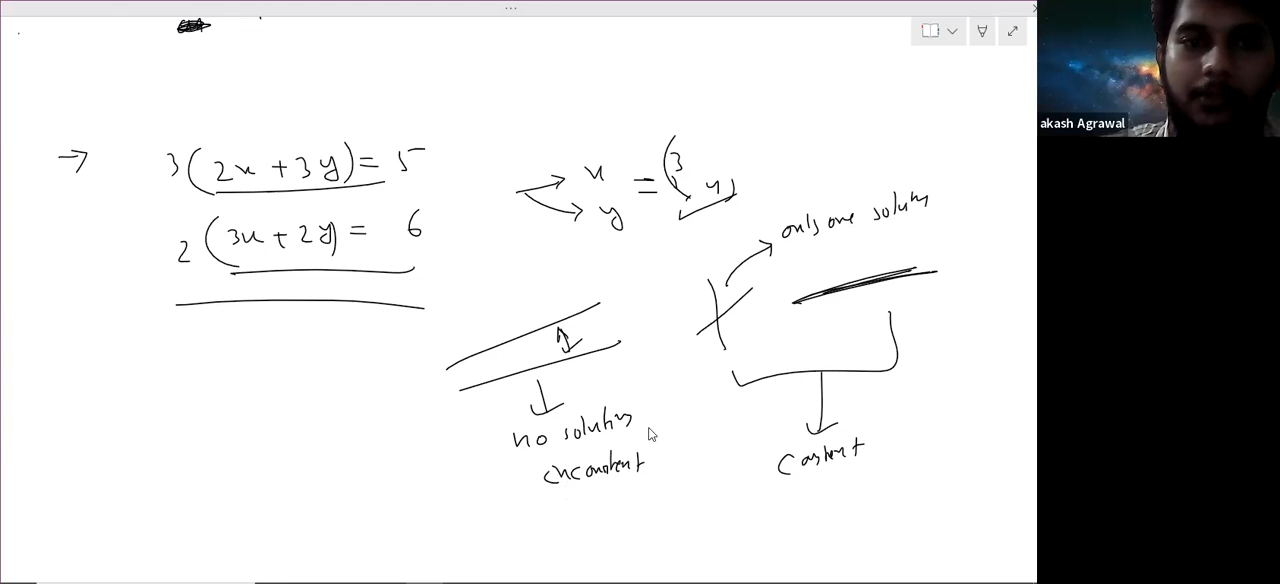 → 3(2x + 3y) = 5
2(3x + 2y) = 6
x = (3
y
, 4)
only one solution
no solution
inconsistent
consistent
akash Agrawal